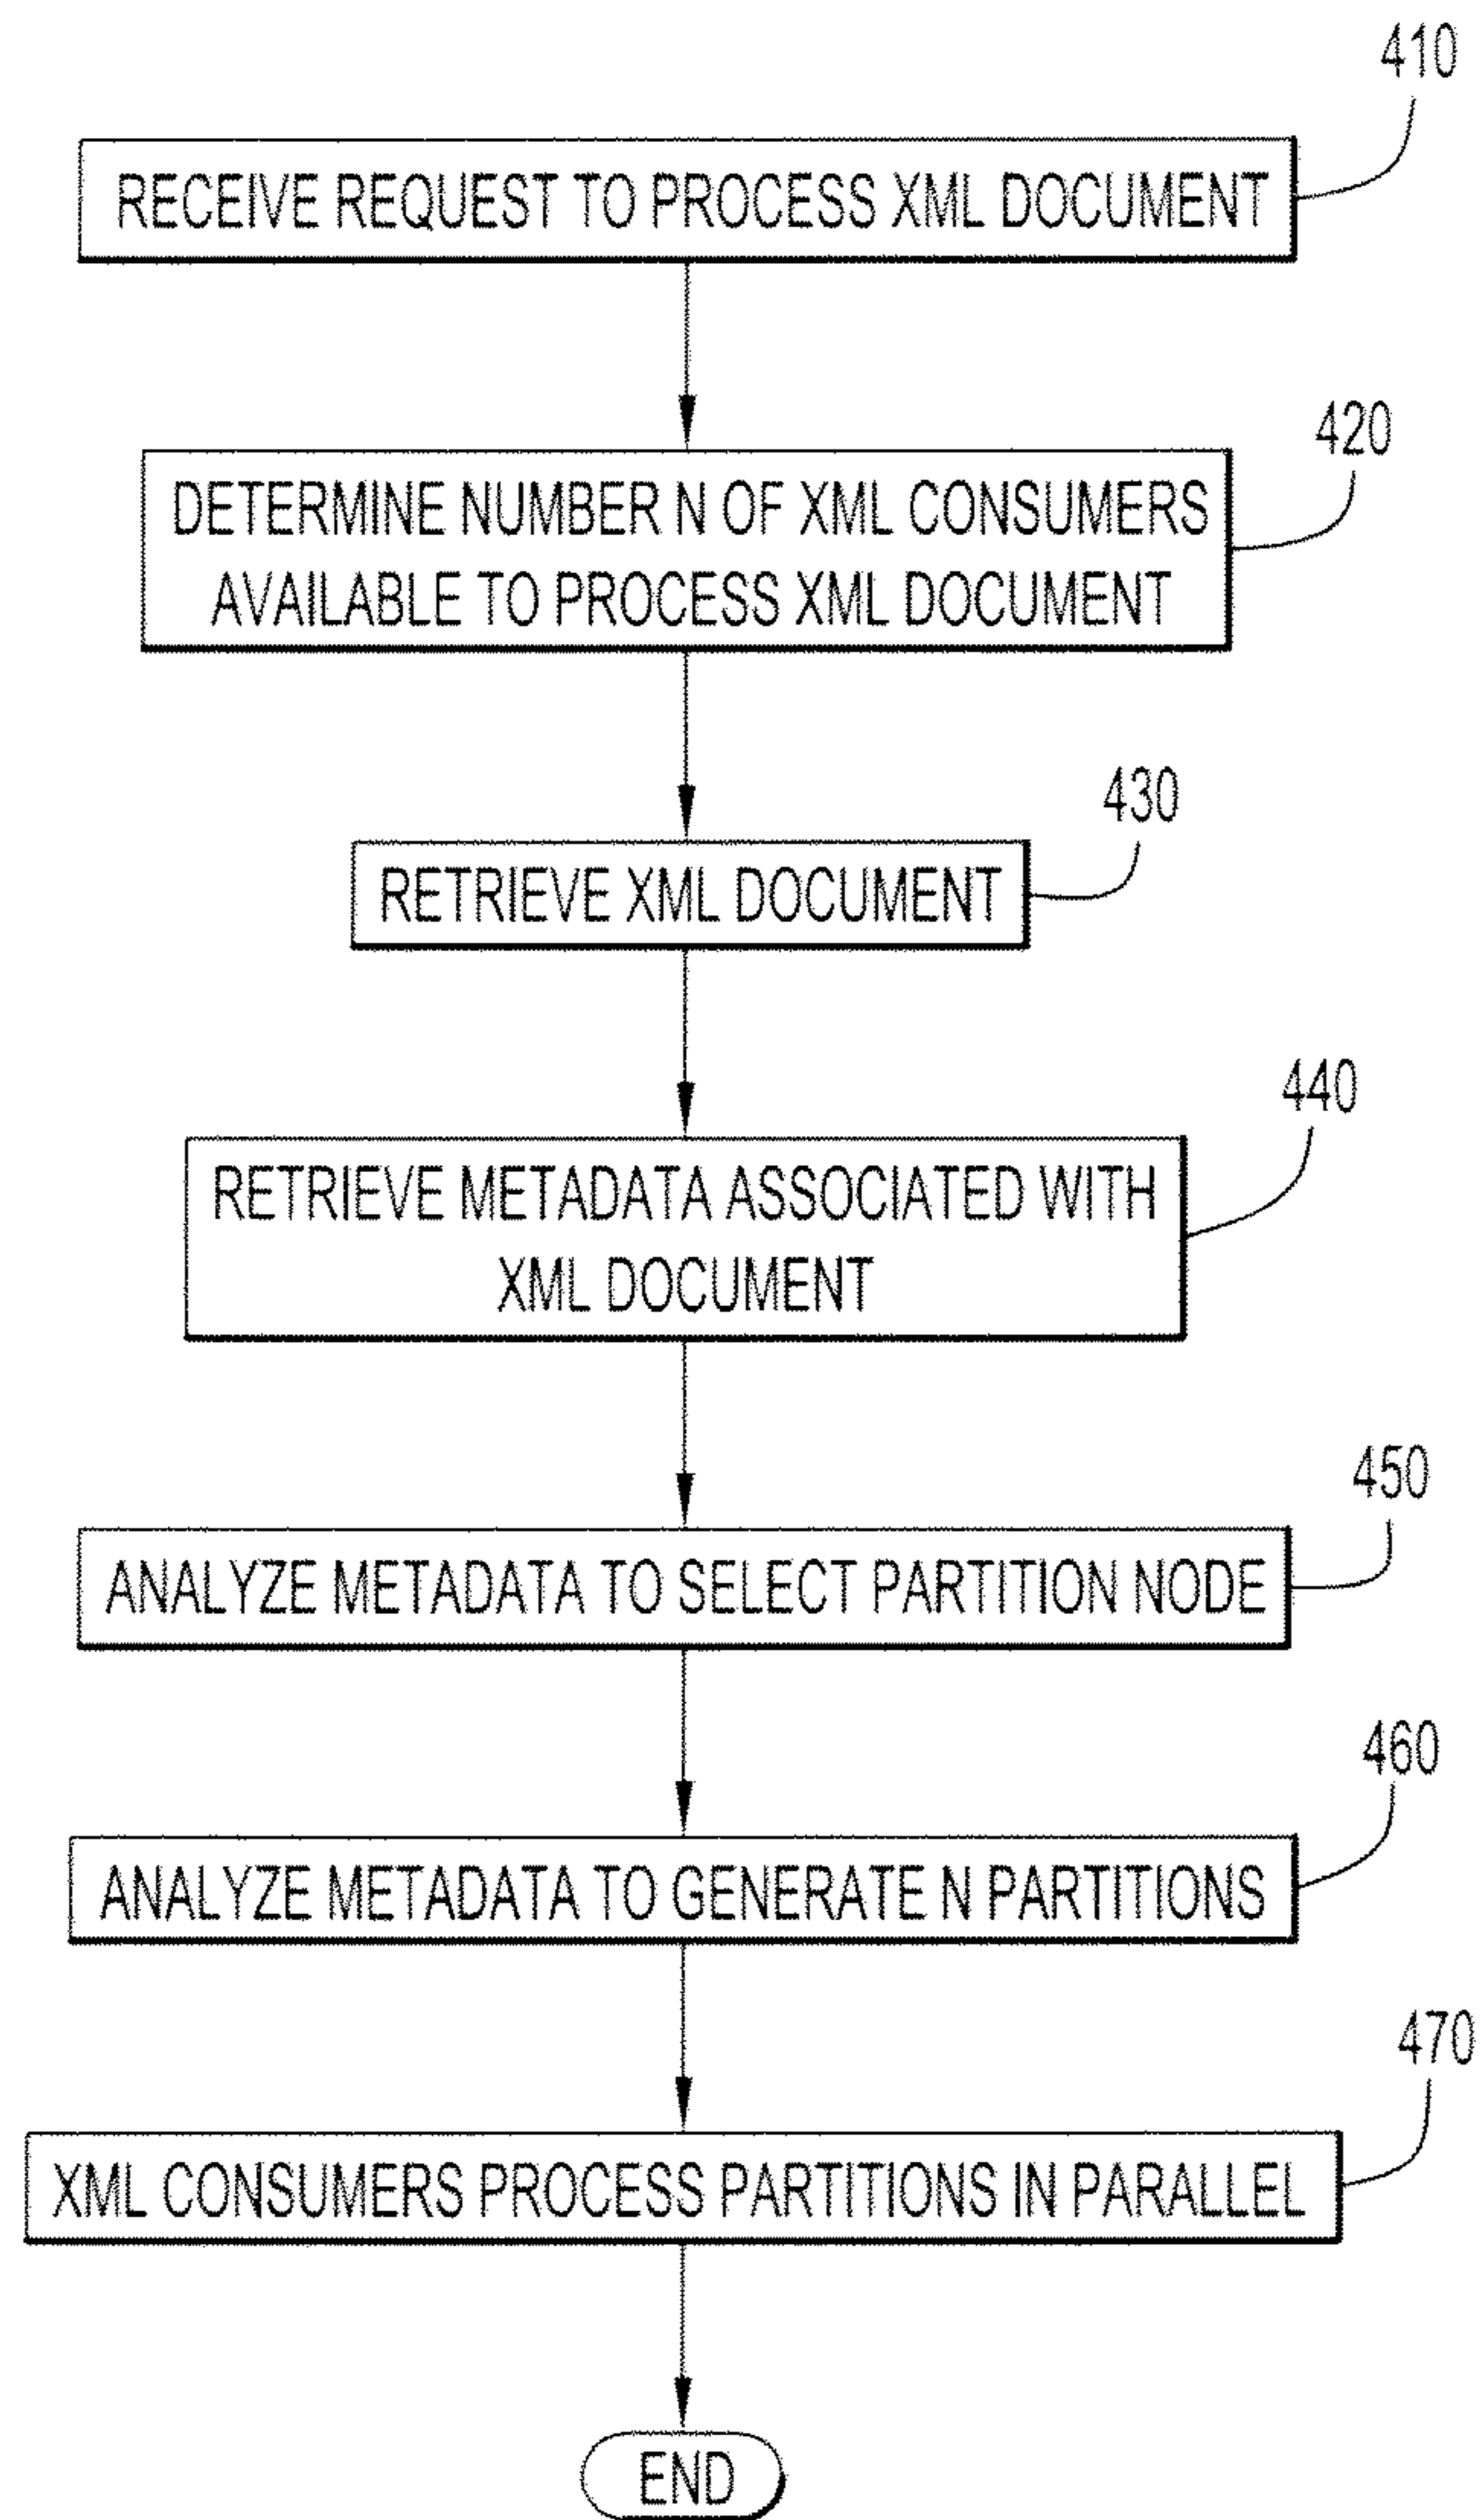 410
RECEIVE REQUEST TO PROCESS XML DOCUMENT
420
DETERMINE NUMBER N OF XML CONSUMERS
AVAILABLE TO PROCESS XML DOCUMENT
430
RETRIEVE XML DOCUMENT
440
RETRIEVE METADATA ASSOCIATED WITH
XML DOCUMENT
450
ANALYZE METADATA TO SELECT PARTITION NODE
460
ANALYZE METADATA TO GENERATE N PARTITIONS
470
XML CONSUMERS PROCESS PARTITIONS IN PARALLEL
END